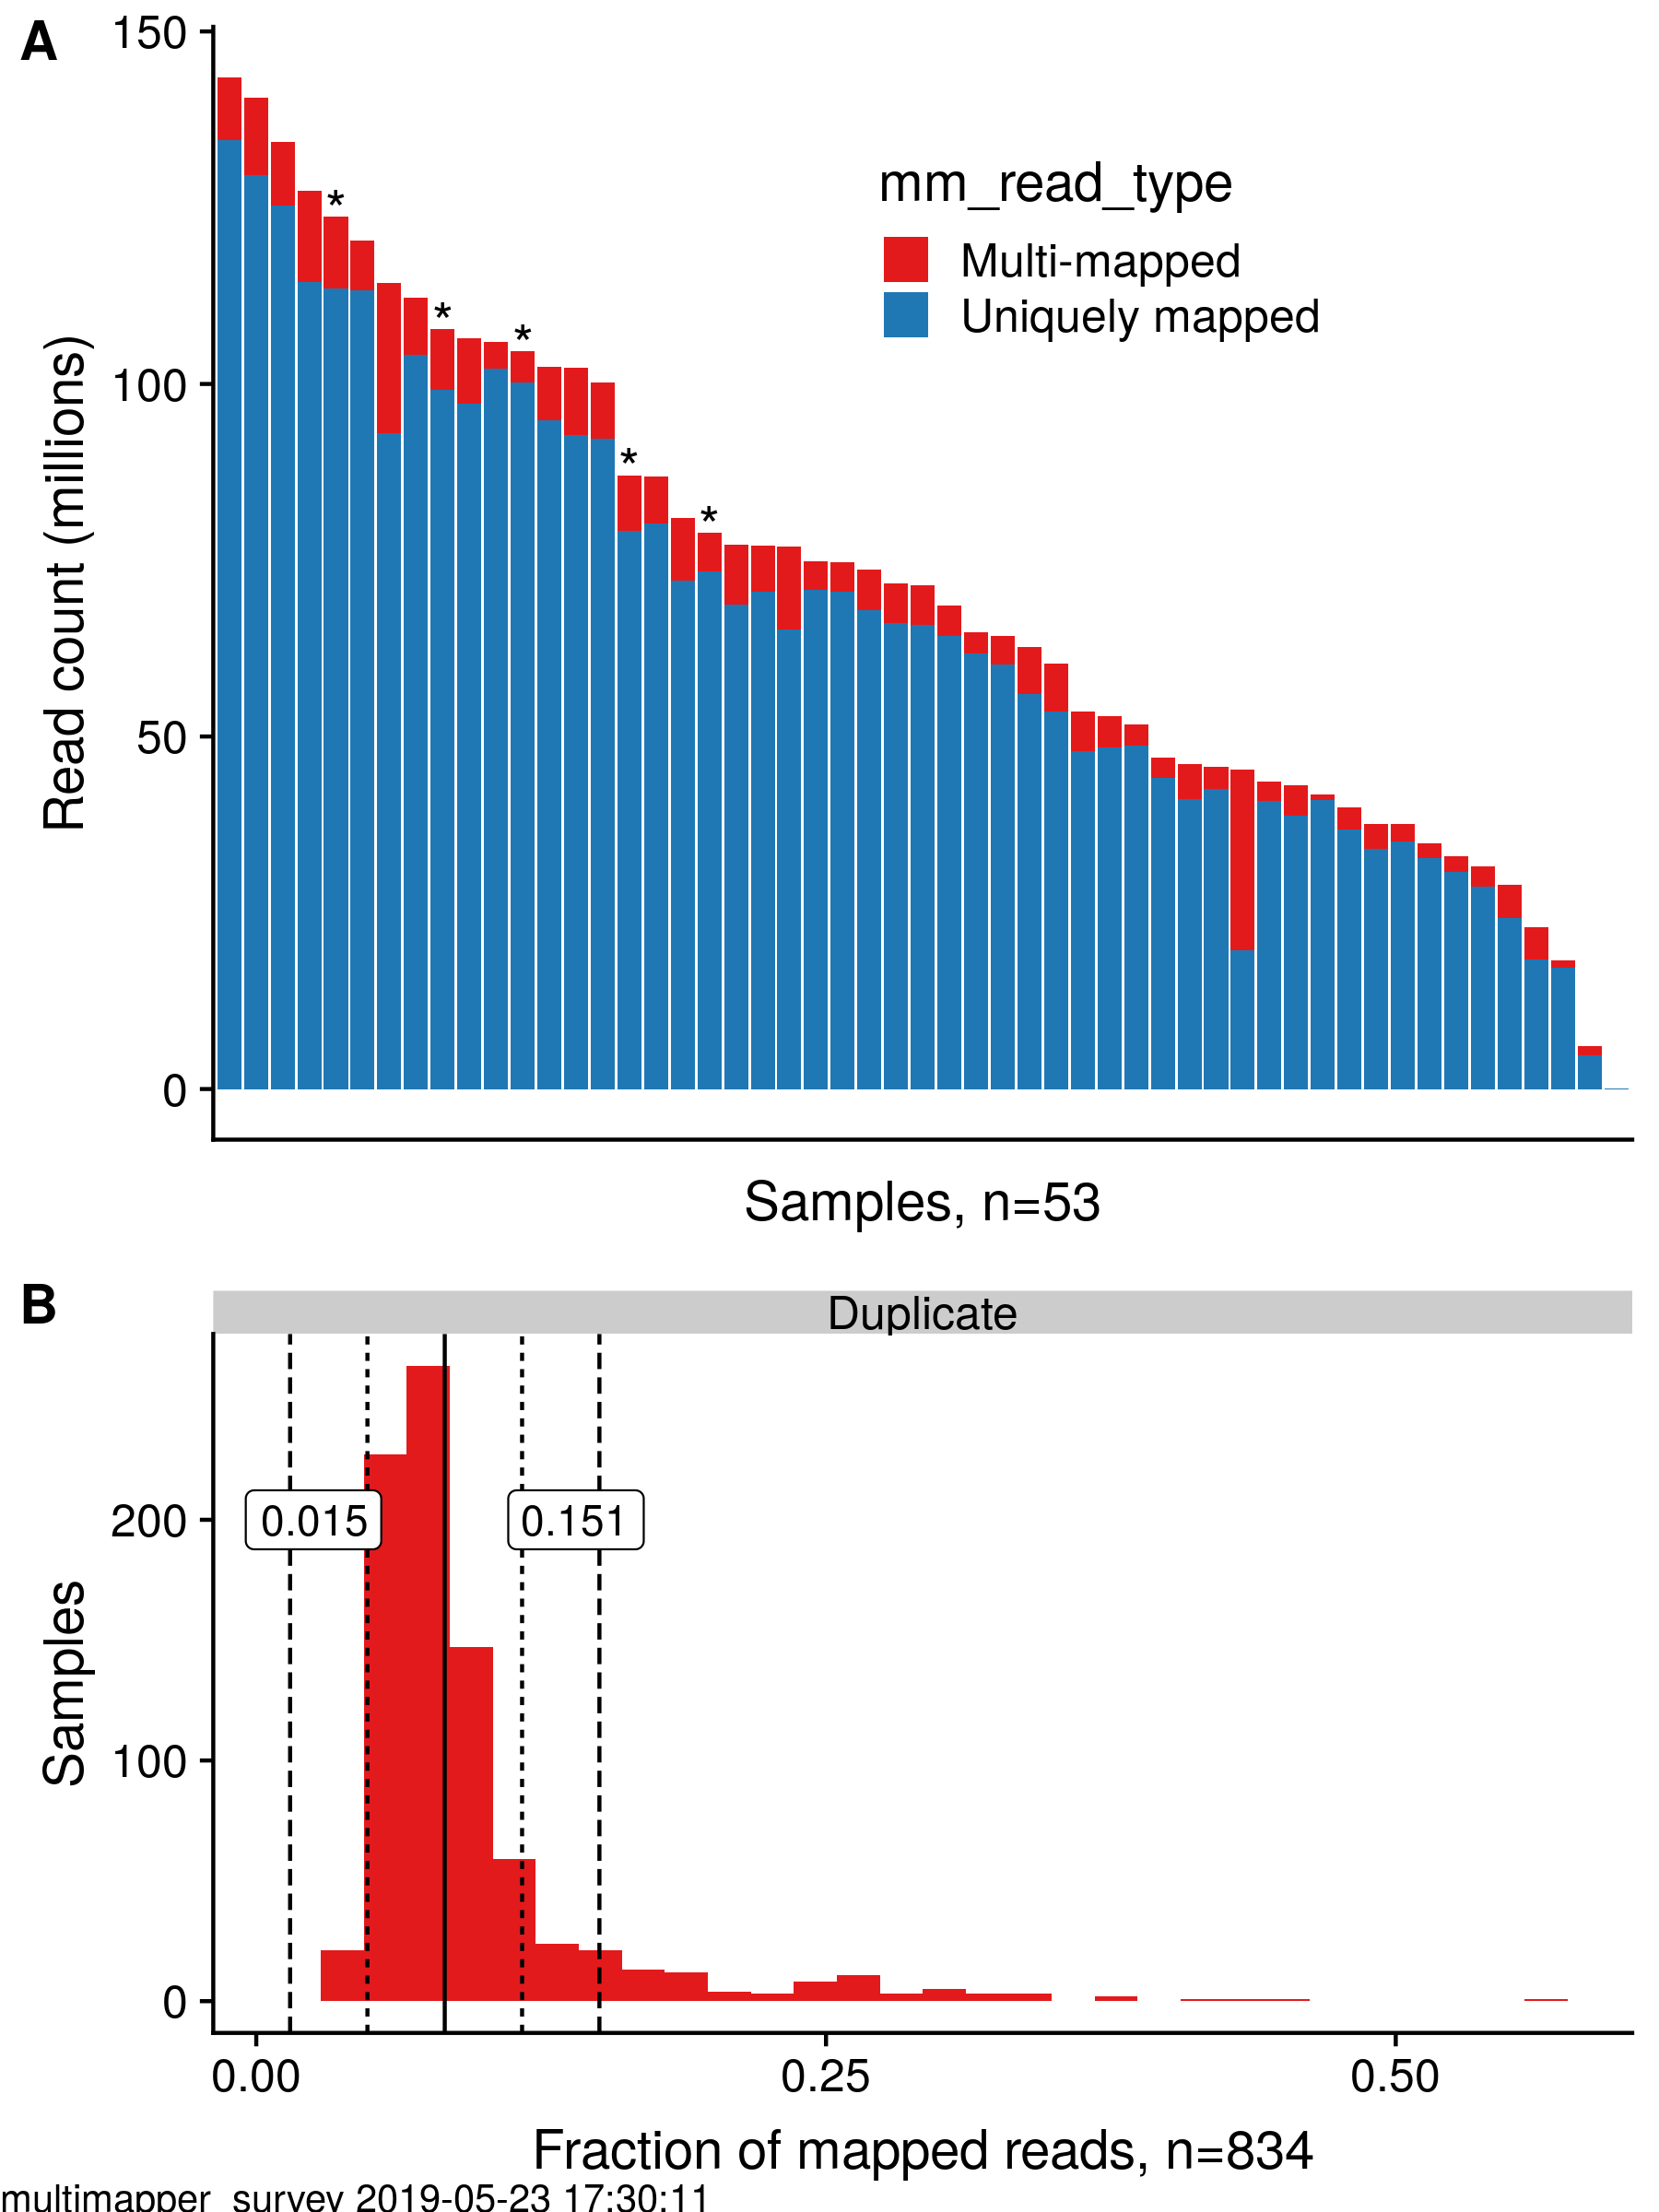 A
150
100
50
0
Read count (millions)
*
*
*
*
*
mm_read_type
Multi-mapped
Uniquely mapped
Samples, n=53
B
Duplicate
200
100
0
Samples
0.015
0.151
0.00
0.25
0.50
Fraction of mapped reads, n=834
multimapper_survey 2019-05-23 17:30:11